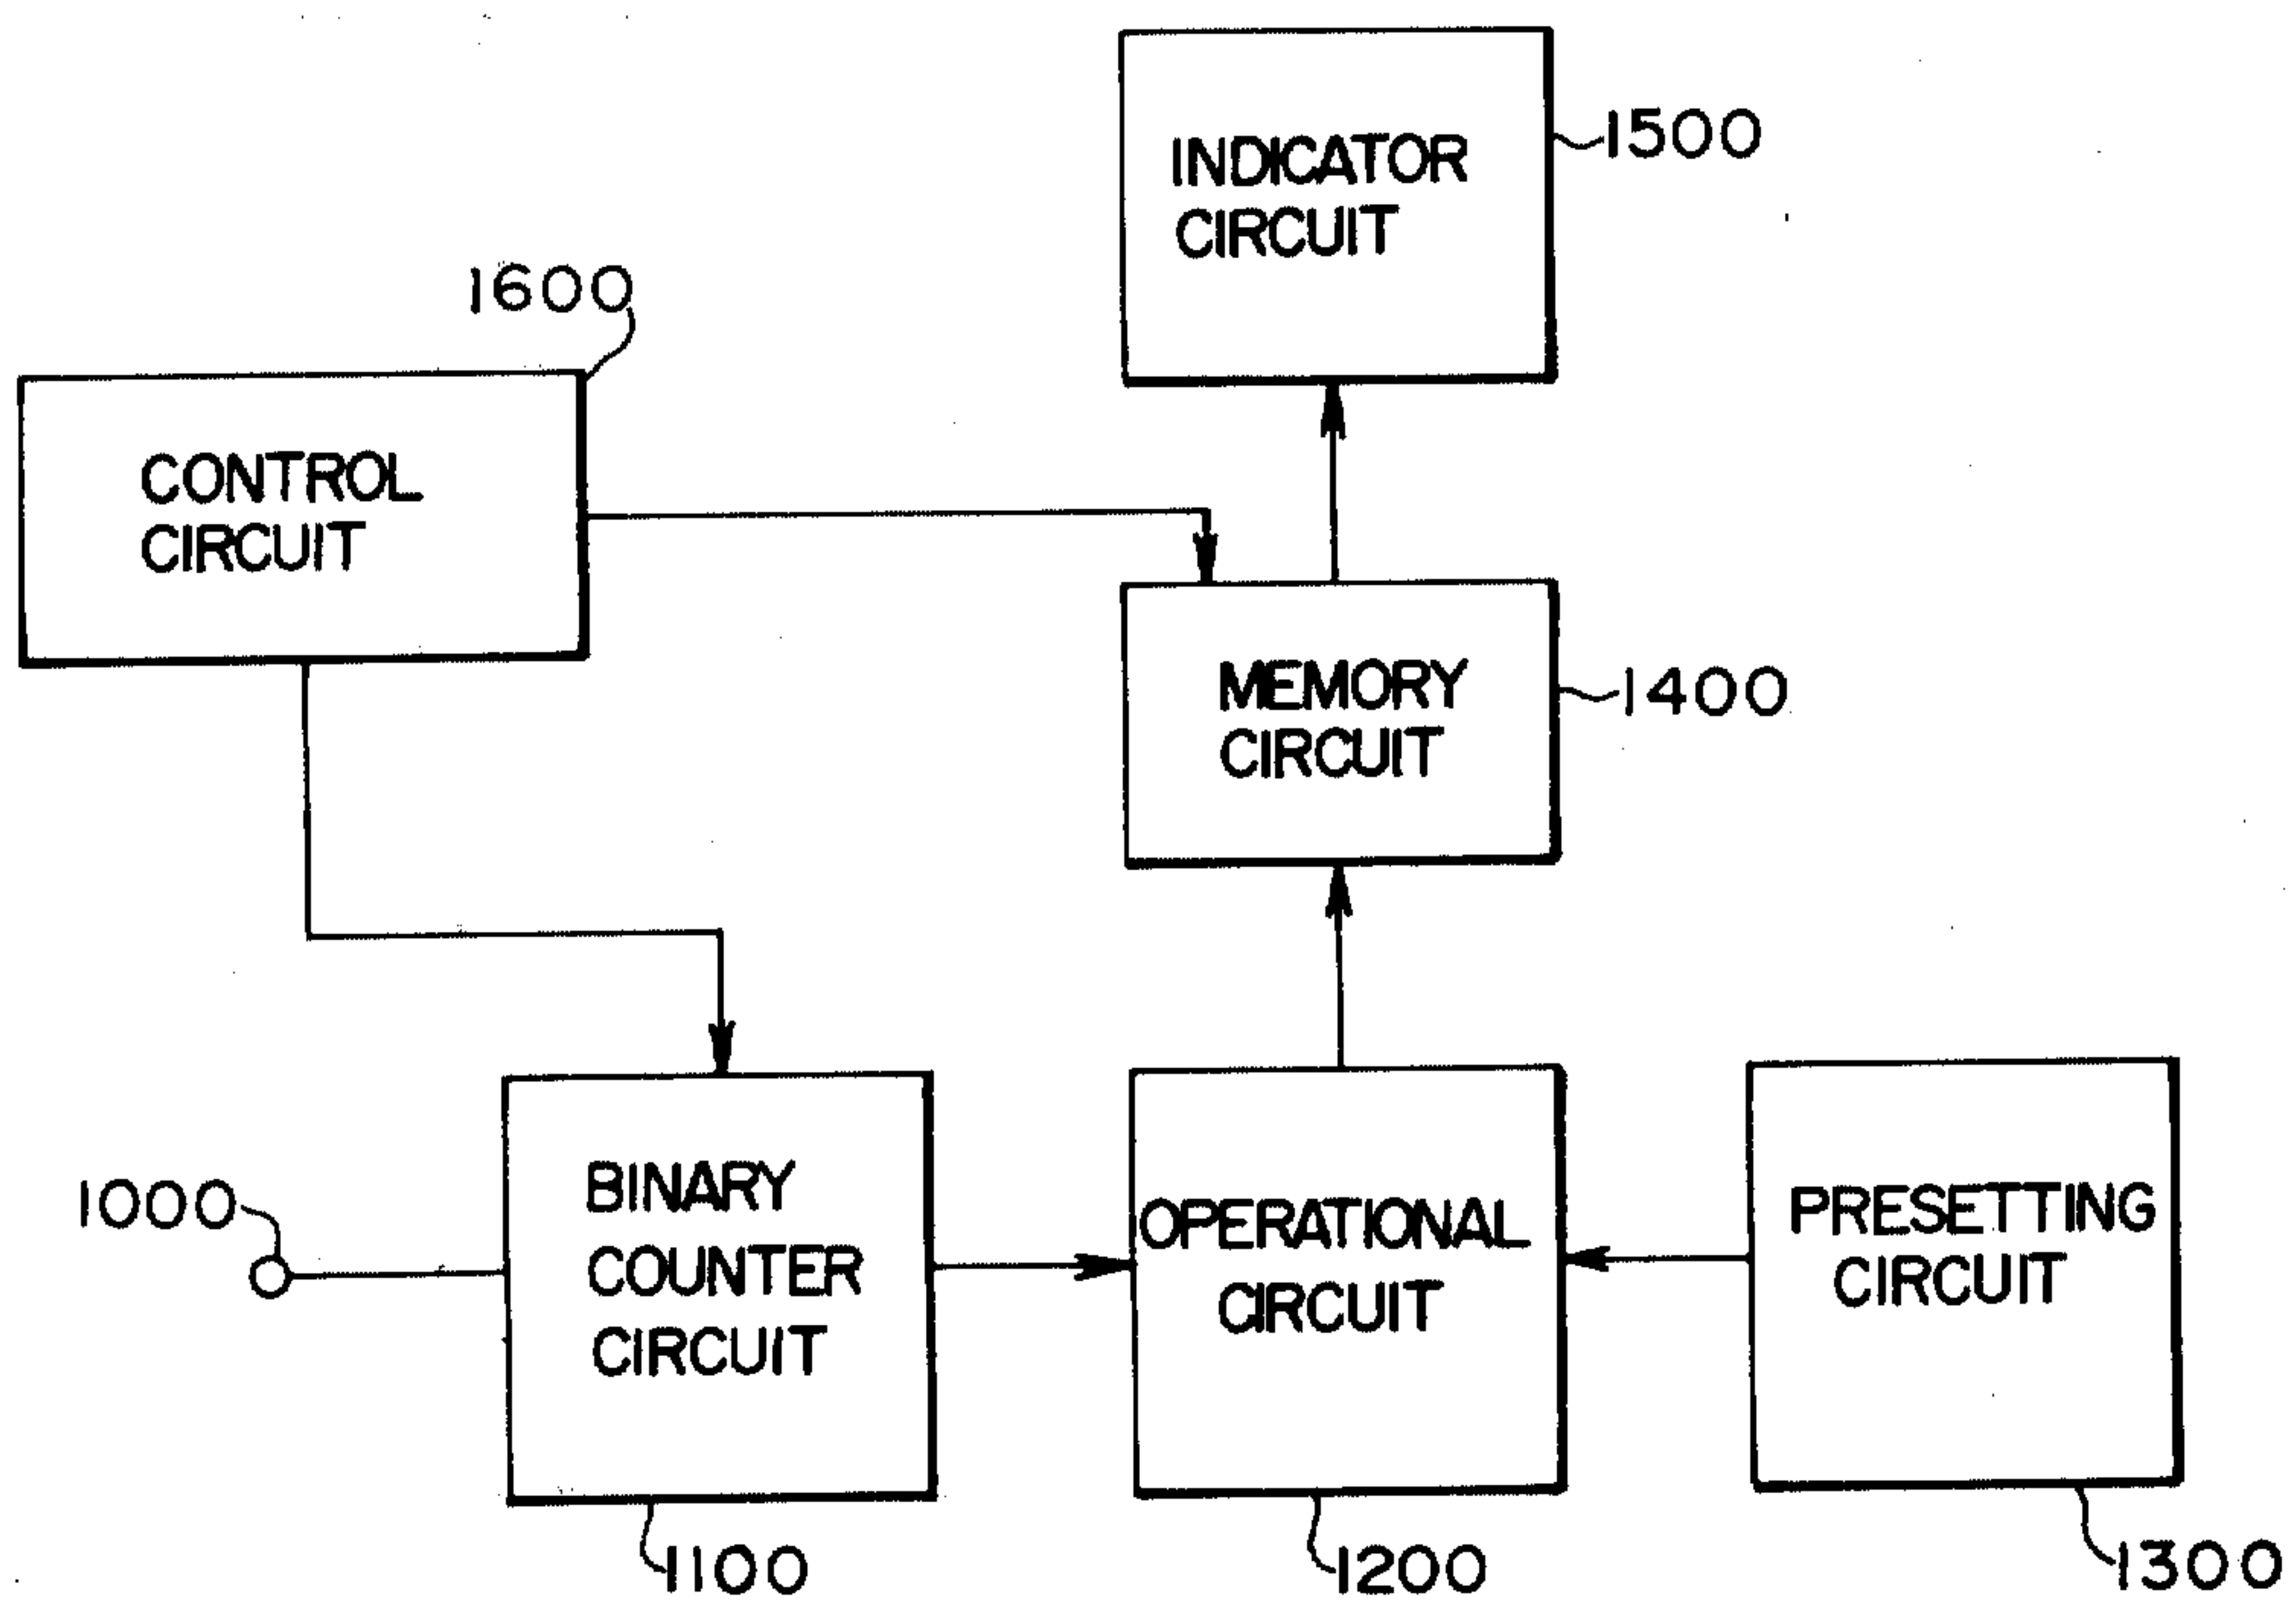 INDICATOR
CIRCUIT
1500
1600
CONTROL
CIRCUIT
MEMORY
CIRCUIT
1400
1000
BINARY
COUNTER
CIRCUIT
1100
OPERATIONAL
CIRCUIT
1200
PRESETTING
CIRCUIT
1300